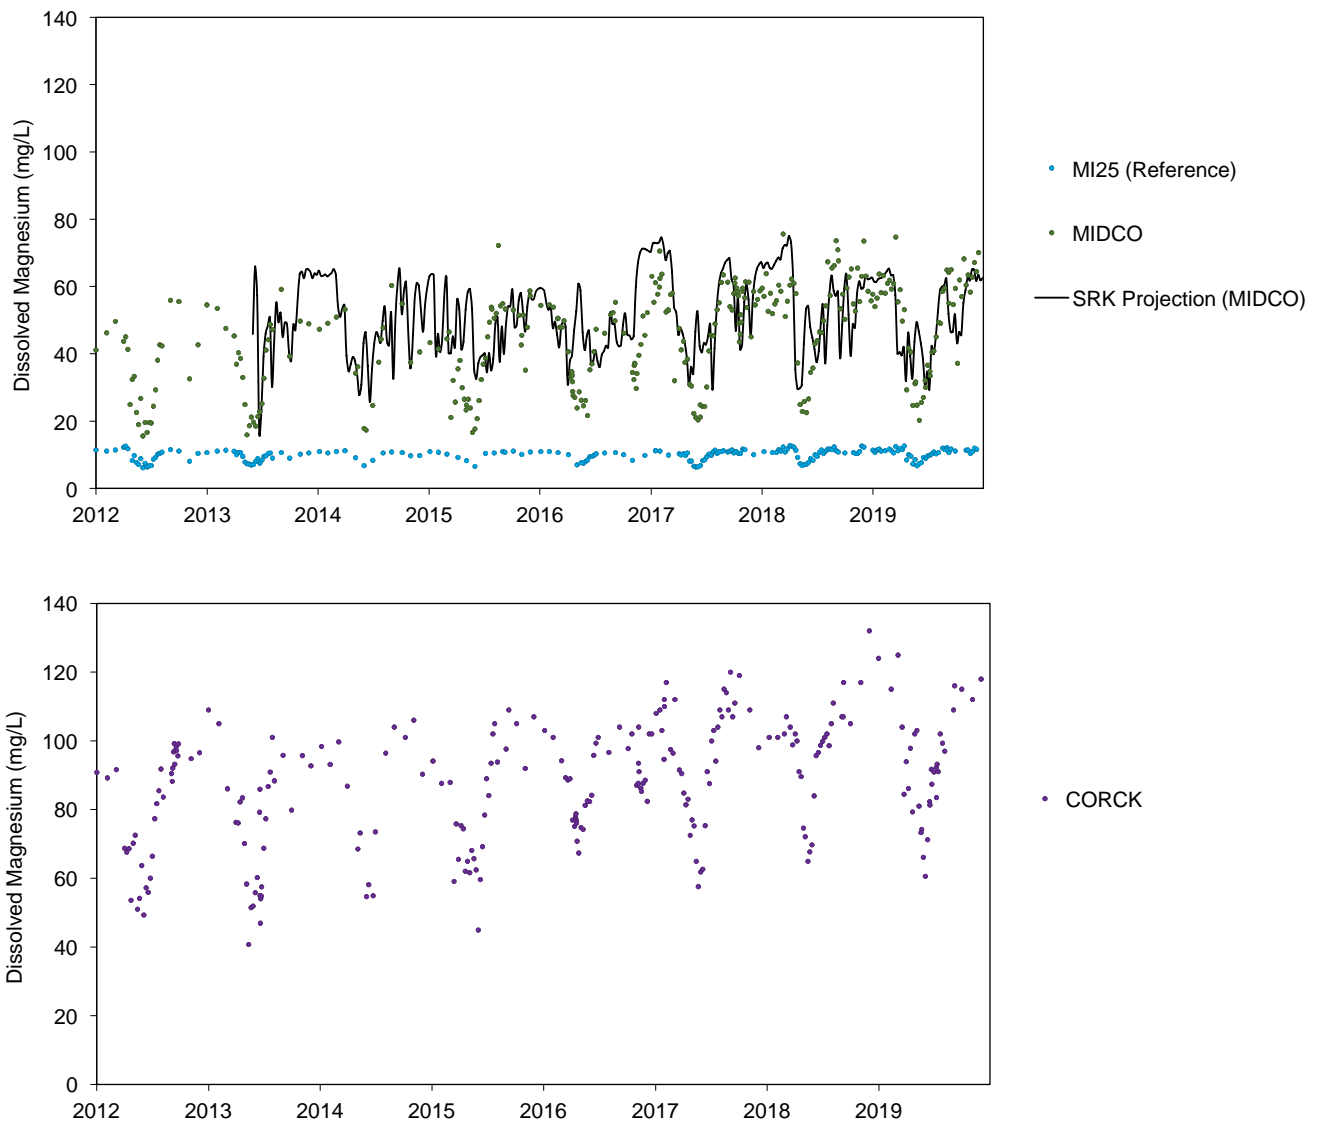 Dissolved Magnesium (mg/L)
140
120
100
80
60
40
20
0
2012 2013 2014 2015 2016 2017 2018 2019
MI25 (Reference)
MIDCO
SRK Projection (MIDCO)
Dissolved Magnesium (mg/L)
140
120
100
80
60
40
20
0
2012 2013 2014 2015 2016 2017 2018 2019
CORCK